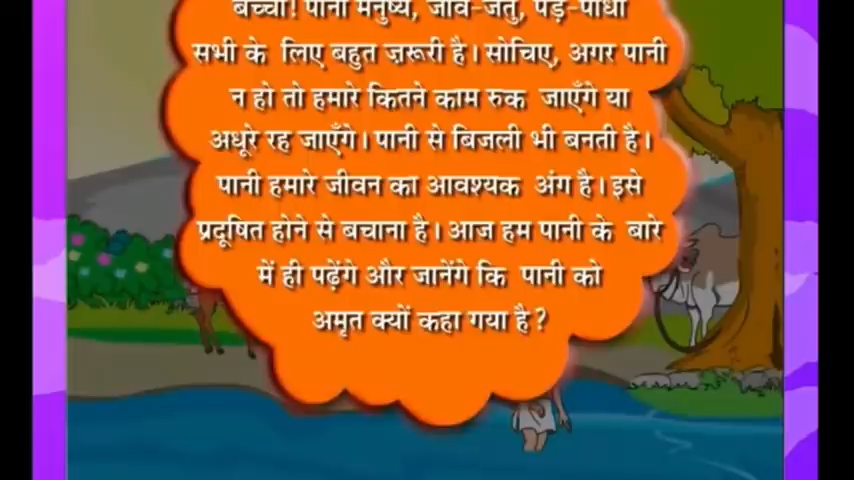 बच्चो! पानी मनुष्य, जीव-जंतु, पेड़-पौधों
सभी के लिए बहुत ज़रूरी है। सोचिए, अगर पानी
न हो तो हमारे कितने काम रुक जाएँगे या
अधूरे रह जाएँगे। पानी से बिजली भी बनती है।
पानी हमारे जीवन का आवश्यक अंग है। इसे
प्रदूषित होने से बचाना है। आज हम पानी के बारे
में ही पढ़ेंगे और जानेंगे कि पानी को
अमृत क्यों कहा गया है?